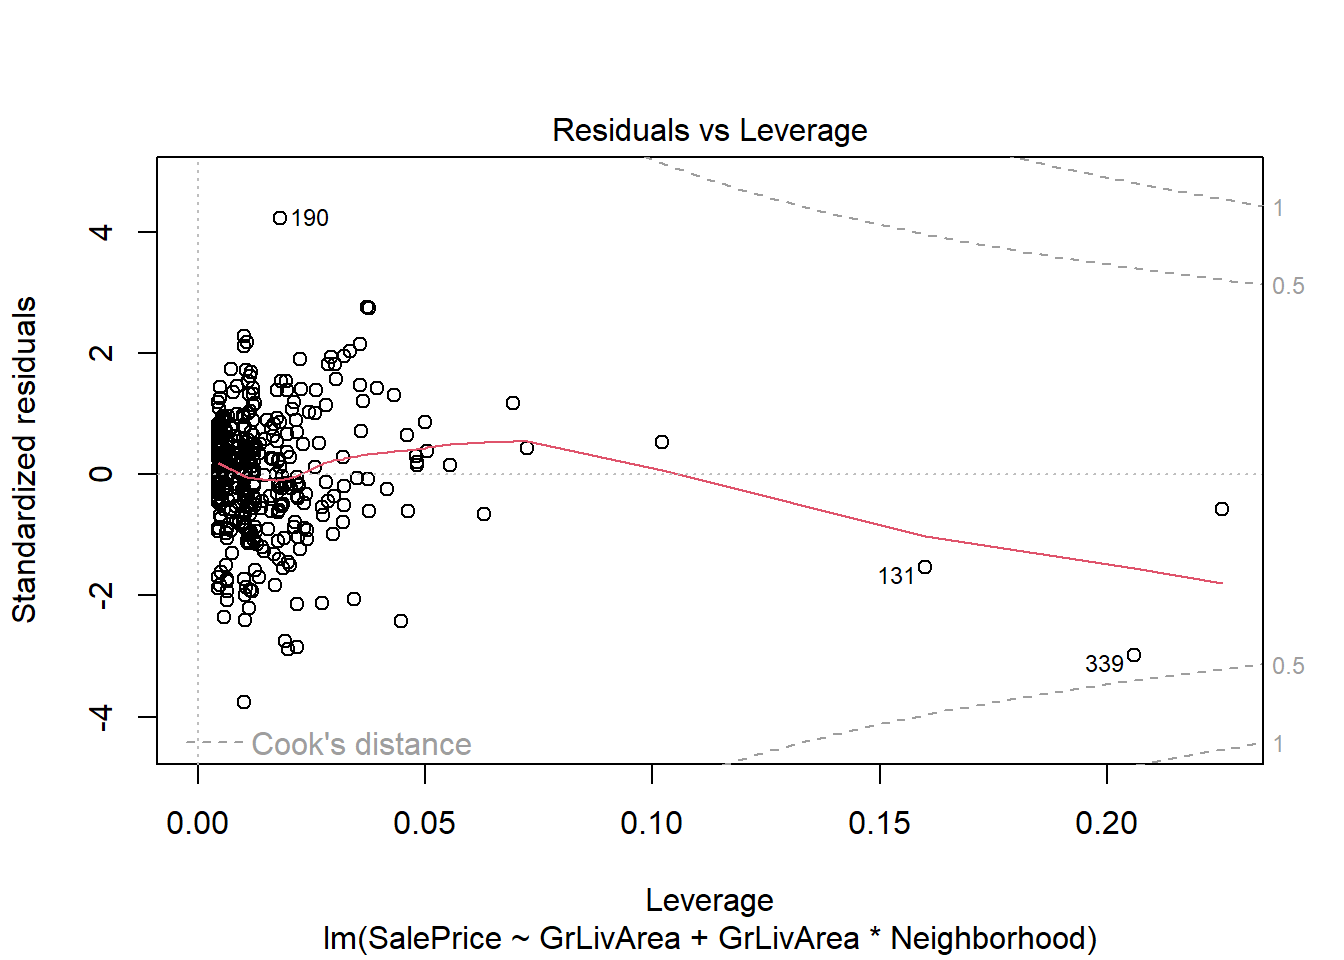 Residuals vs Leverage
Standardized residuals
4
2
0
-2
-4
190
131
339
1
0.5
0.5
1
Cook's distance
0.00 0.05 0.10 0.15 0.20
Leverage
lm(SalePrice ~ GrLivArea + GrLivArea * Neighborhood)